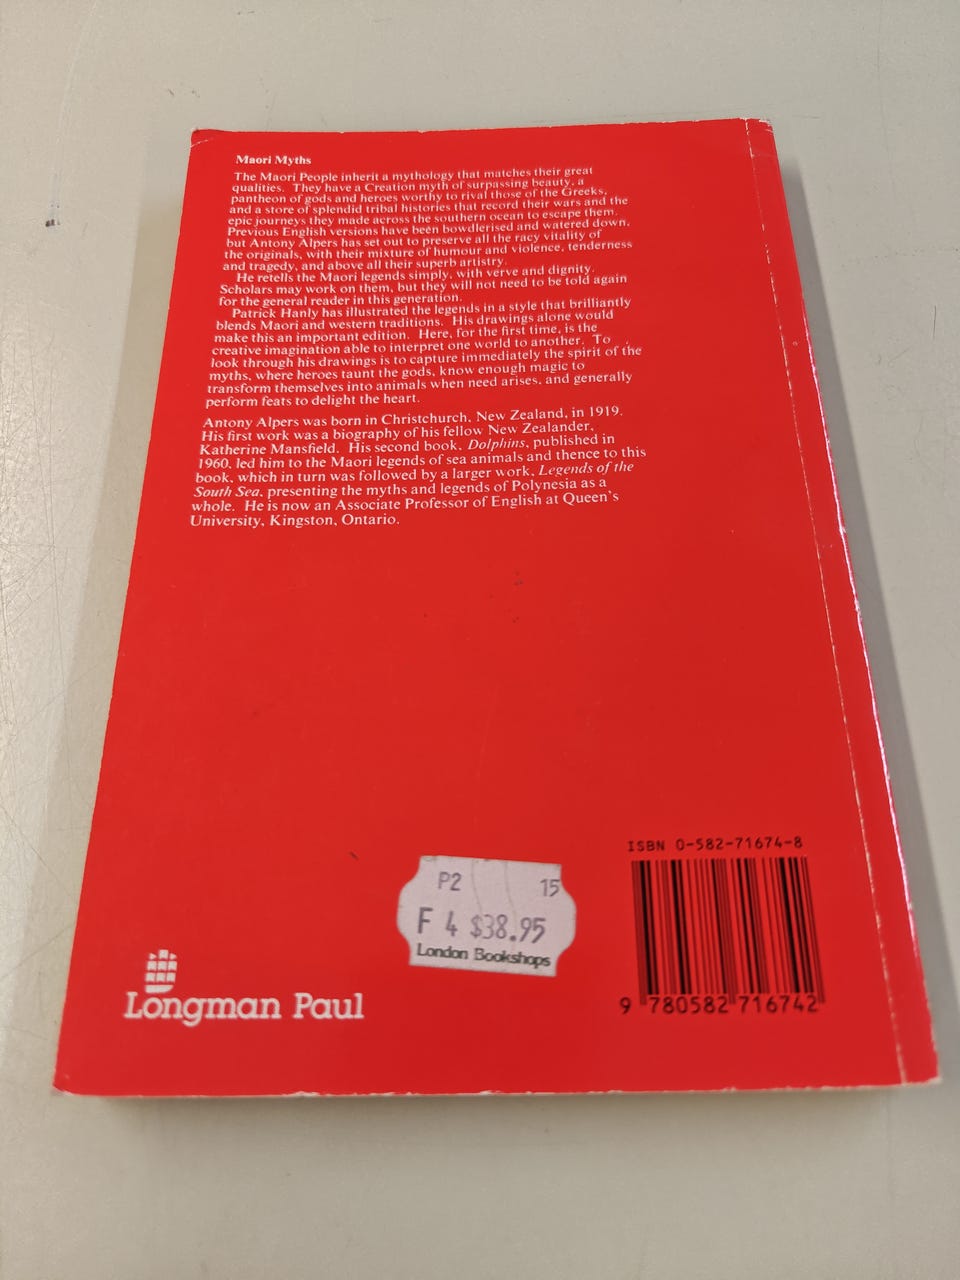 Maori Myths
The Maori People inherit a mythology that matches their great
qualities. They have a Creation myth of surpassing beauty, a
pantheon of gods and heroes worthy to rival those of the Greeks,
and a store of splendid tribal histories that record their wars and the
epic journeys they made across the southern ocean to escape them.
Previous English versions have been bowdlerised and watered down,
but Antony Alpers has set out to preserve all the racy vitality of
the originals, with their mixture of humour and violence, tenderness
and tragedy, and above all their superb artistry.
He retells the Maori legends simply, with verve and dignity.
Scholars may work on them, but they will not need to be told again
for the general reader in this generation.
Patrick Hanly has illustrated the legends in a style that brilliantly
blends Maori and western traditions. His drawings alone would
make this an important edition. Here, for the first time, is the
creative imagination able to interpret one world to another. To
look through his drawings is to capture immediately the spirit of the
myths, where heroes taunt the gods, know enough magic to
transform themselves into animals when need arises, and generally
perform feats to delight the heart.
Antony Alpers was born in Christchurch, New Zealand, in 1919.
His first work was a biography of his fellow New Zealander,
Katherine Mansfield. His second book, Dolphins, published in
1960, led him to the Maori legends of sea animals and thence to this
book, which in turn was followed by a larger work, Legends of the
South Sea, presenting the myths and legends of Polynesia as a
whole. He is now an Associate Professor of English at Queen's
University, Kingston, Ontario.
ISBN 0-582-71674-8
P2 15
F 4 $38.95
London Bookshops
9 780582 716742
Longman Paul